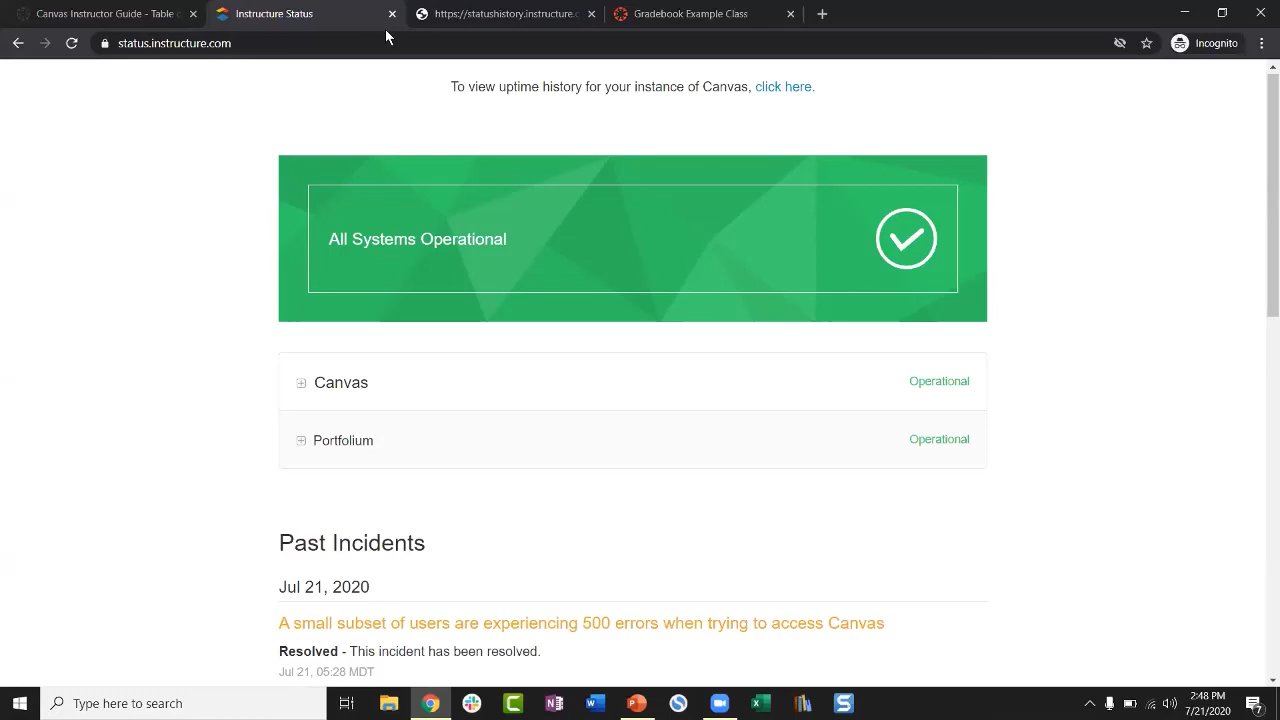 Canvas Instructor Guide - Table c
Instructure Status
https://statushistory.instructure.c
Gradebook Example Class
status.instructure.com
Incognito
To view uptime history for your instance of Canvas, click here.
All Systems Operational
Canvas
Operational
Portfolium
Operational
Past Incidents
Jul 21, 2020
A small subset of users are experiencing 500 errors when trying to access Canvas
Resolved - This incident has been resolved.
Jul 21, 05:28 MDT
Type here to search
2:48 PM
7/21/2020